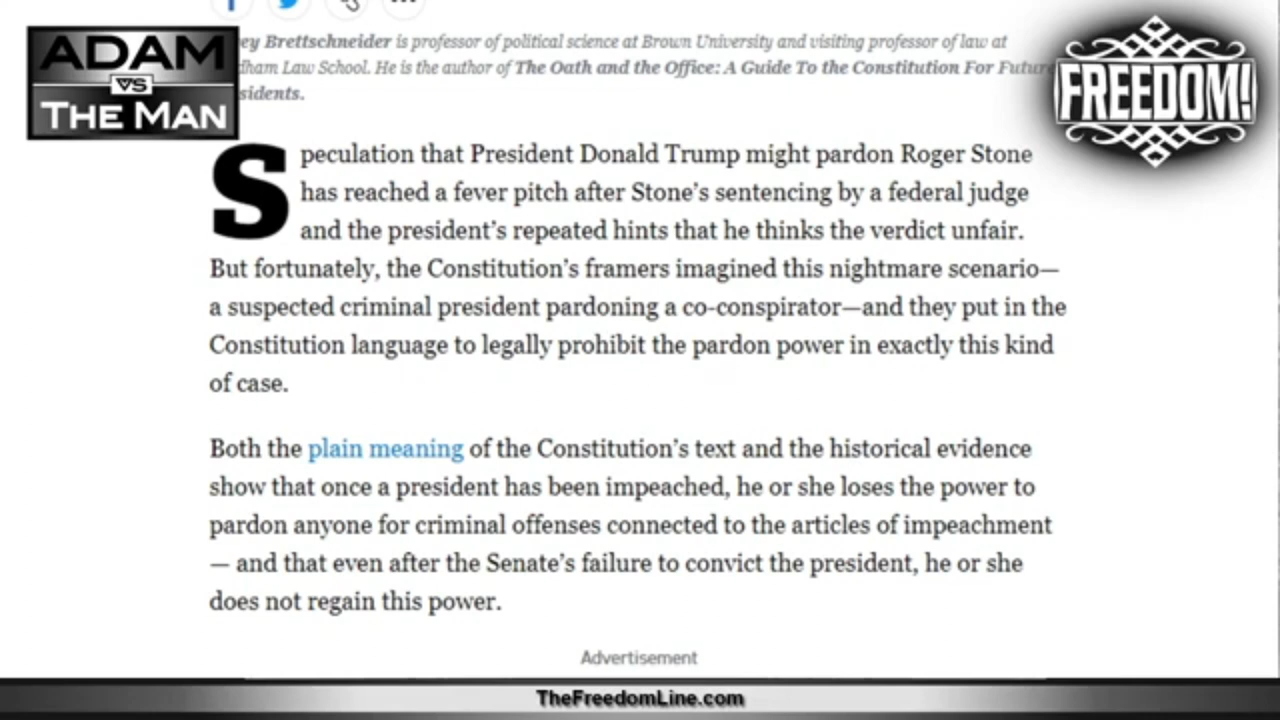 ADAM
VS
THE MAN
FREEDOM!
Brettschneider is professor of political science at Brown University and visiting professor of law at
Law School. He is the author of The Oath and the Office: A Guide To the Constitution For Future
Speculation that President Donald Trump might pardon Roger Stone
has reached a fever pitch after Stone’s sentencing by a federal judge
and the president’s repeated hints that he thinks the verdict unfair.
But fortunately, the Constitution’s framers imagined this nightmare scenario—
a suspected criminal president pardoning a co-conspirator—and they put in the
Constitution language to legally prohibit the pardon power in exactly this kind
of case.
Both the plain meaning of the Constitution’s text and the historical evidence
show that once a president has been impeached, he or she loses the power to
pardon anyone for criminal offenses connected to the articles of impeachment
— and that even after the Senate’s failure to convict the president, he or she
does not regain this power.
Advertisement
TheFreedomLine.com